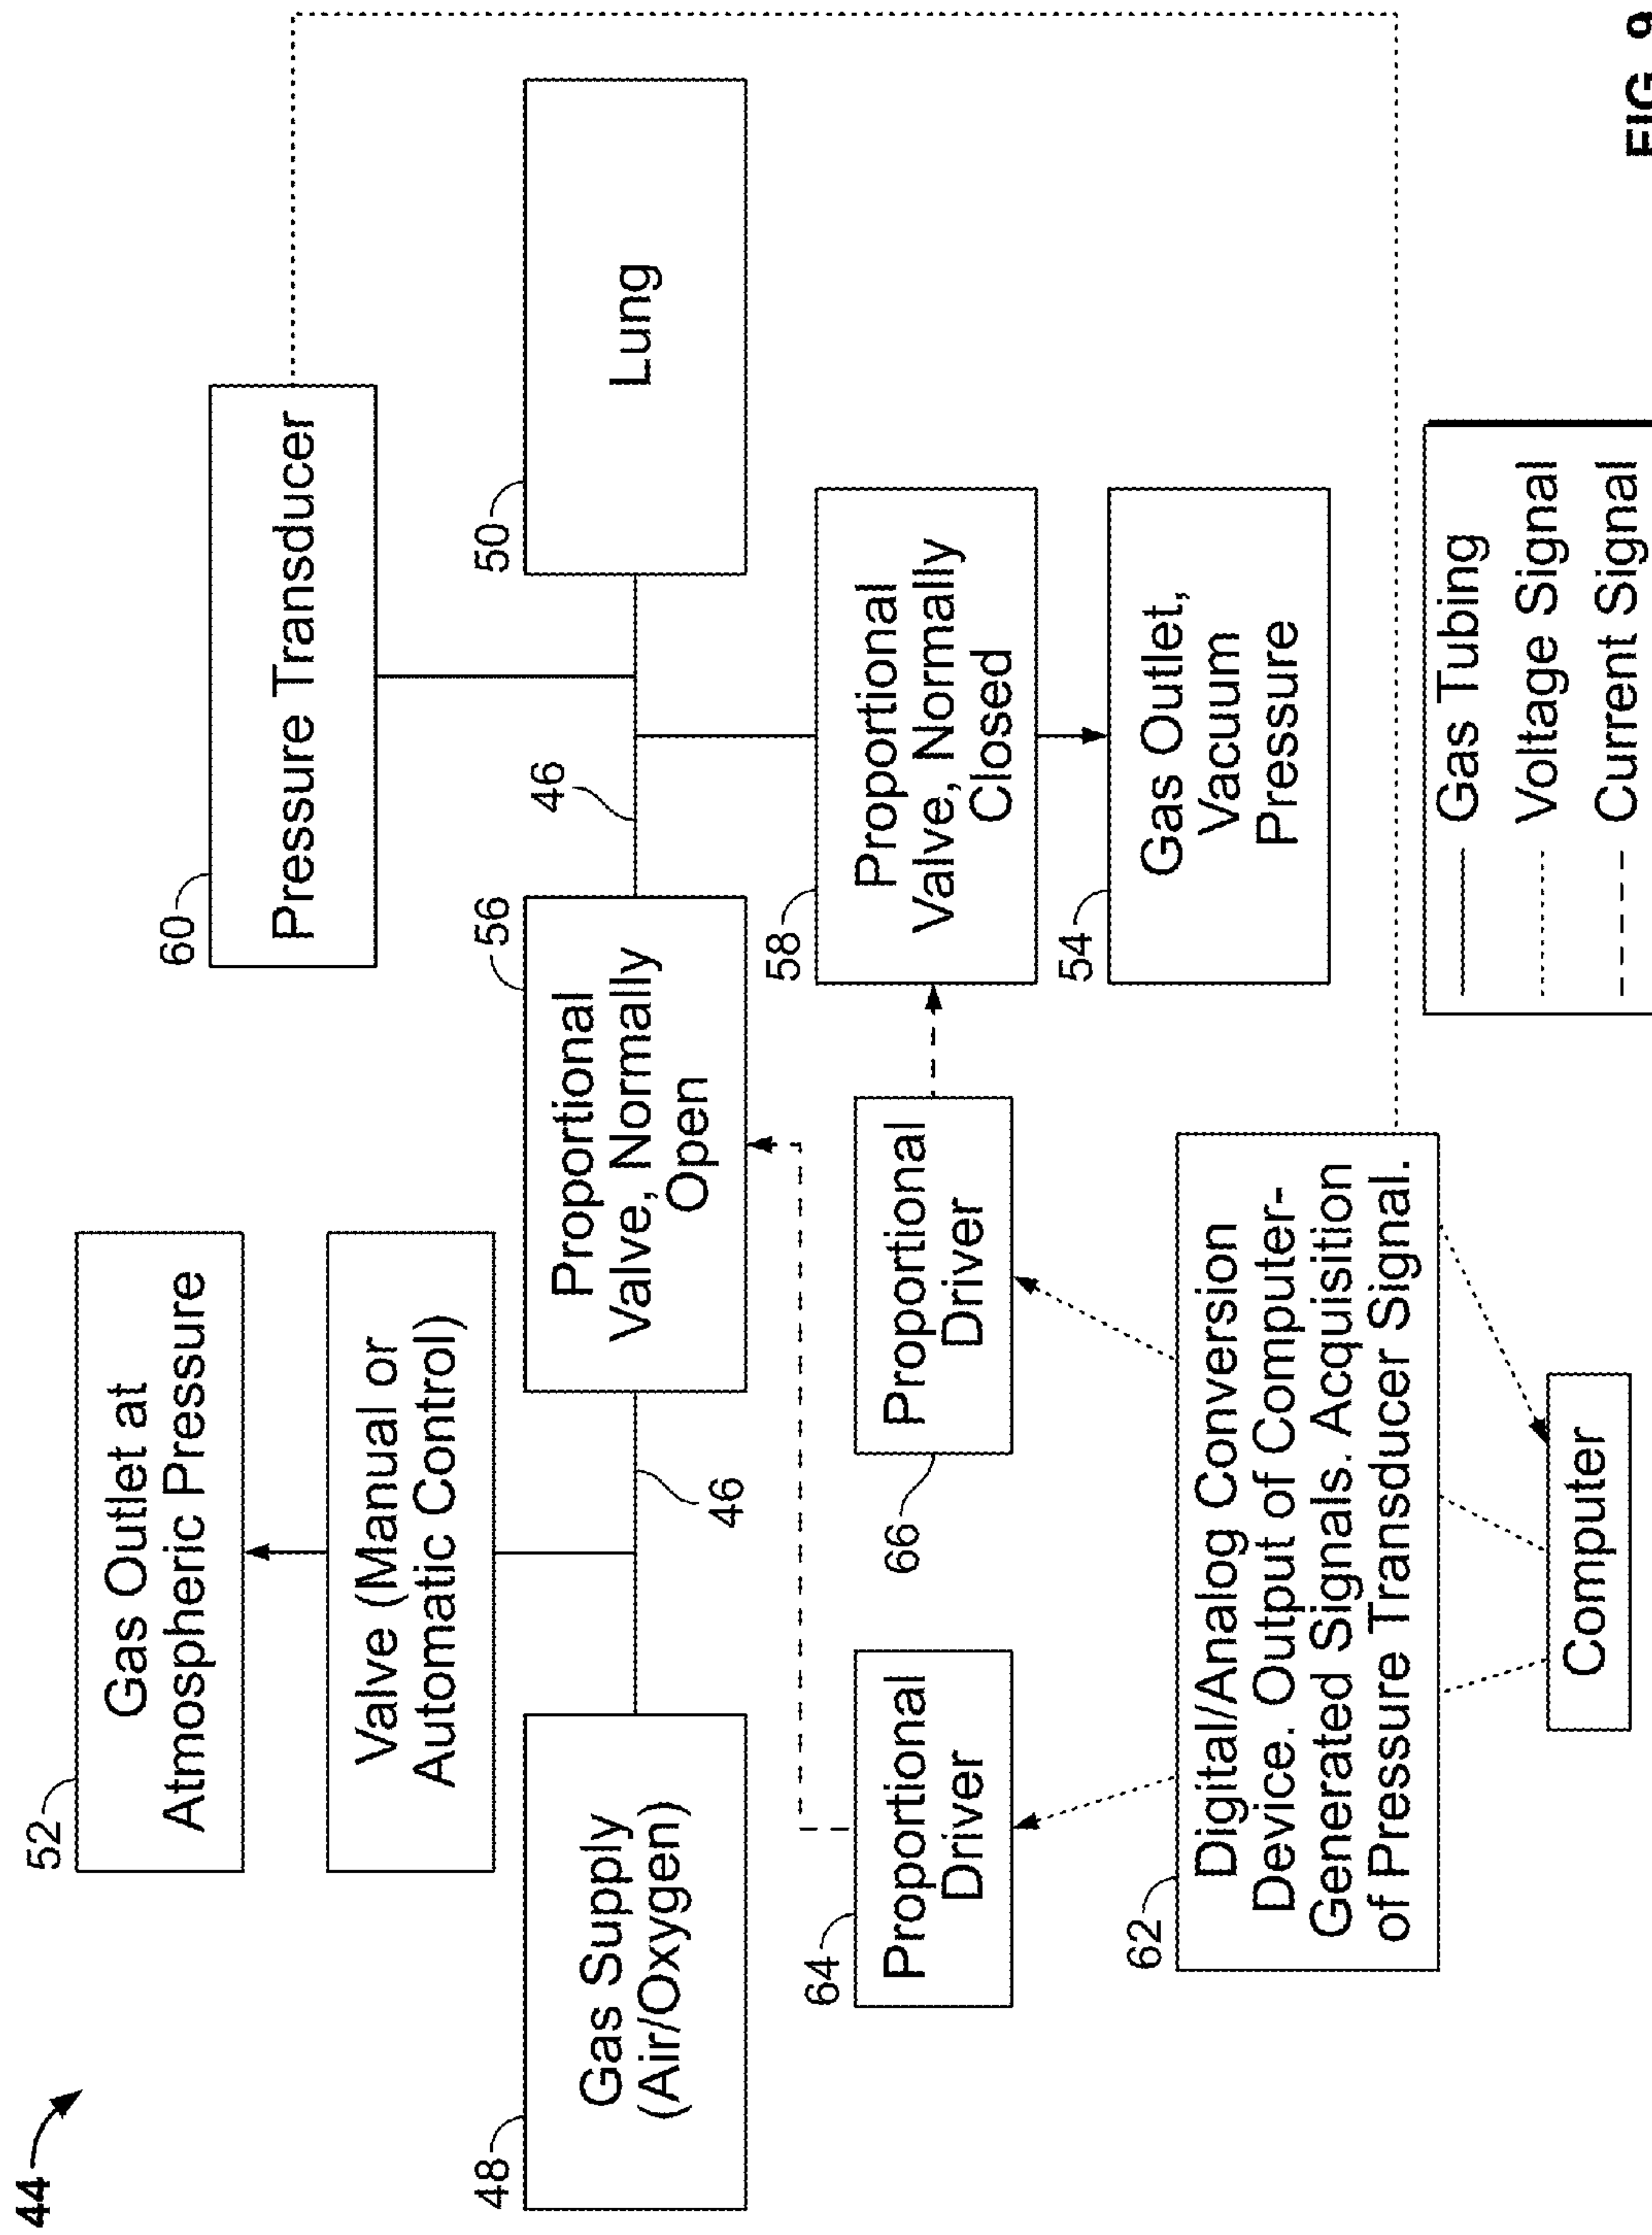 44
52
Gas Outlet at
Atmospheric Pressure
Valve (Manual or
Automatic Control)
48
Gas Supply
(Air/Oxygen)
46
56
Proportional
Valve, Normally
Open
46
60
Pressure Transducer
50
Lung
64
Proportional
Driver
66
Proportional
Driver
58
Proportional
Valve, Normally
Closed
54
Gas Outlet,
Vacuum
Pressure
62
Digital/Analog Conversion
Device. Output of Computer-
Generated Signals. Acquisition
of Pressure Transducer Signal.
Computer
Gas Tubing
Voltage Signal
Current Signal
FIG. 9